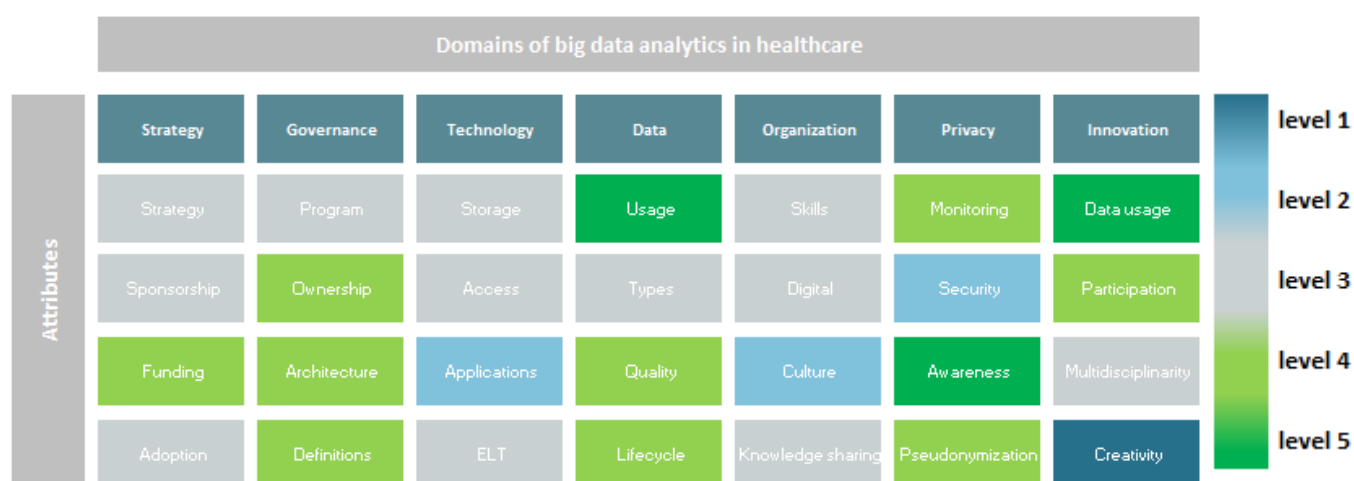 Domains of big data analytics in healthcare
Attributes
Strategy Governance Technology Data Organization Privacy Innovation
Strategy Program Storage Usage Skills Monitoring Data usage
Sponsorship Ownership Access Types Digital Security Participation
Funding Architecture Applications Quality Culture Awareness Multidisciplinarity
Adoption Definitions ELT Lifecycle Knowledge sharing Pseudonymization Creativity
level 1
level 2
level 3
level 4
level 5